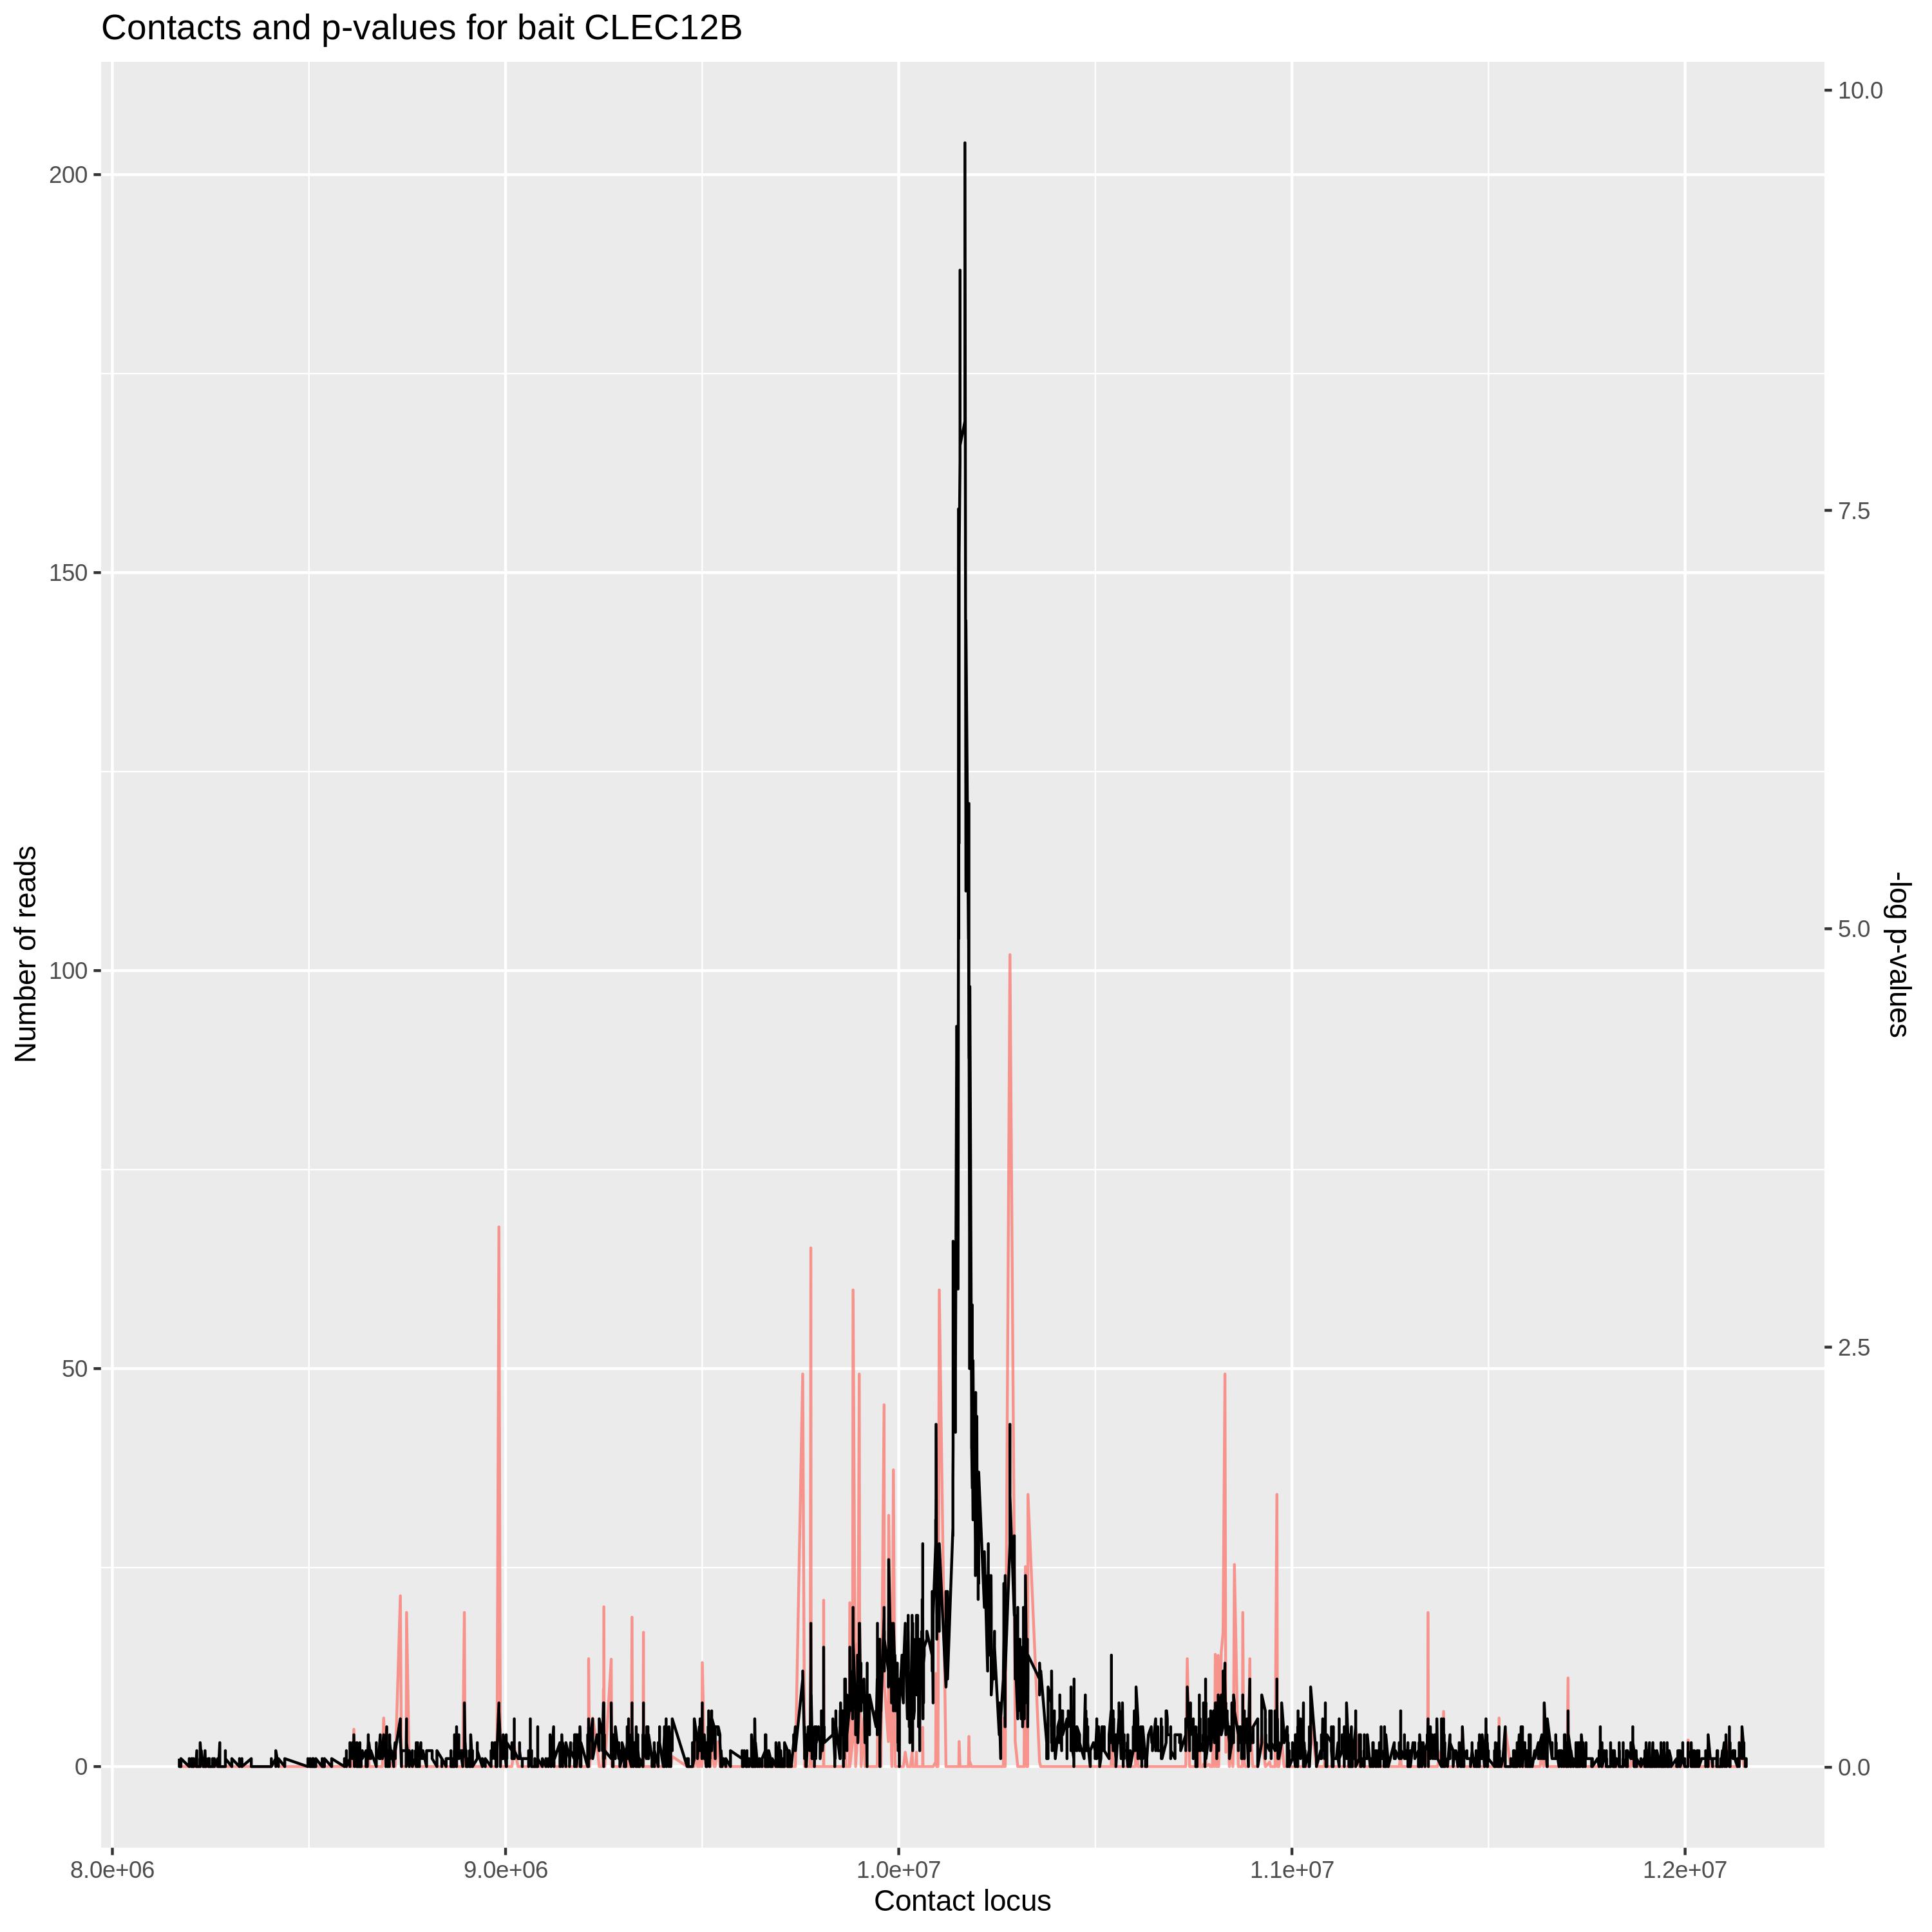 Contacts and p-values for bait CLEC12B
200
150
100
50
0
Number of reads
10.0
7.5
5.0
2.5
0.0
-log p-values
8.0e+06
9.0e+06
1.0e+07
1.1e+07
1.2e+07
Contact locus